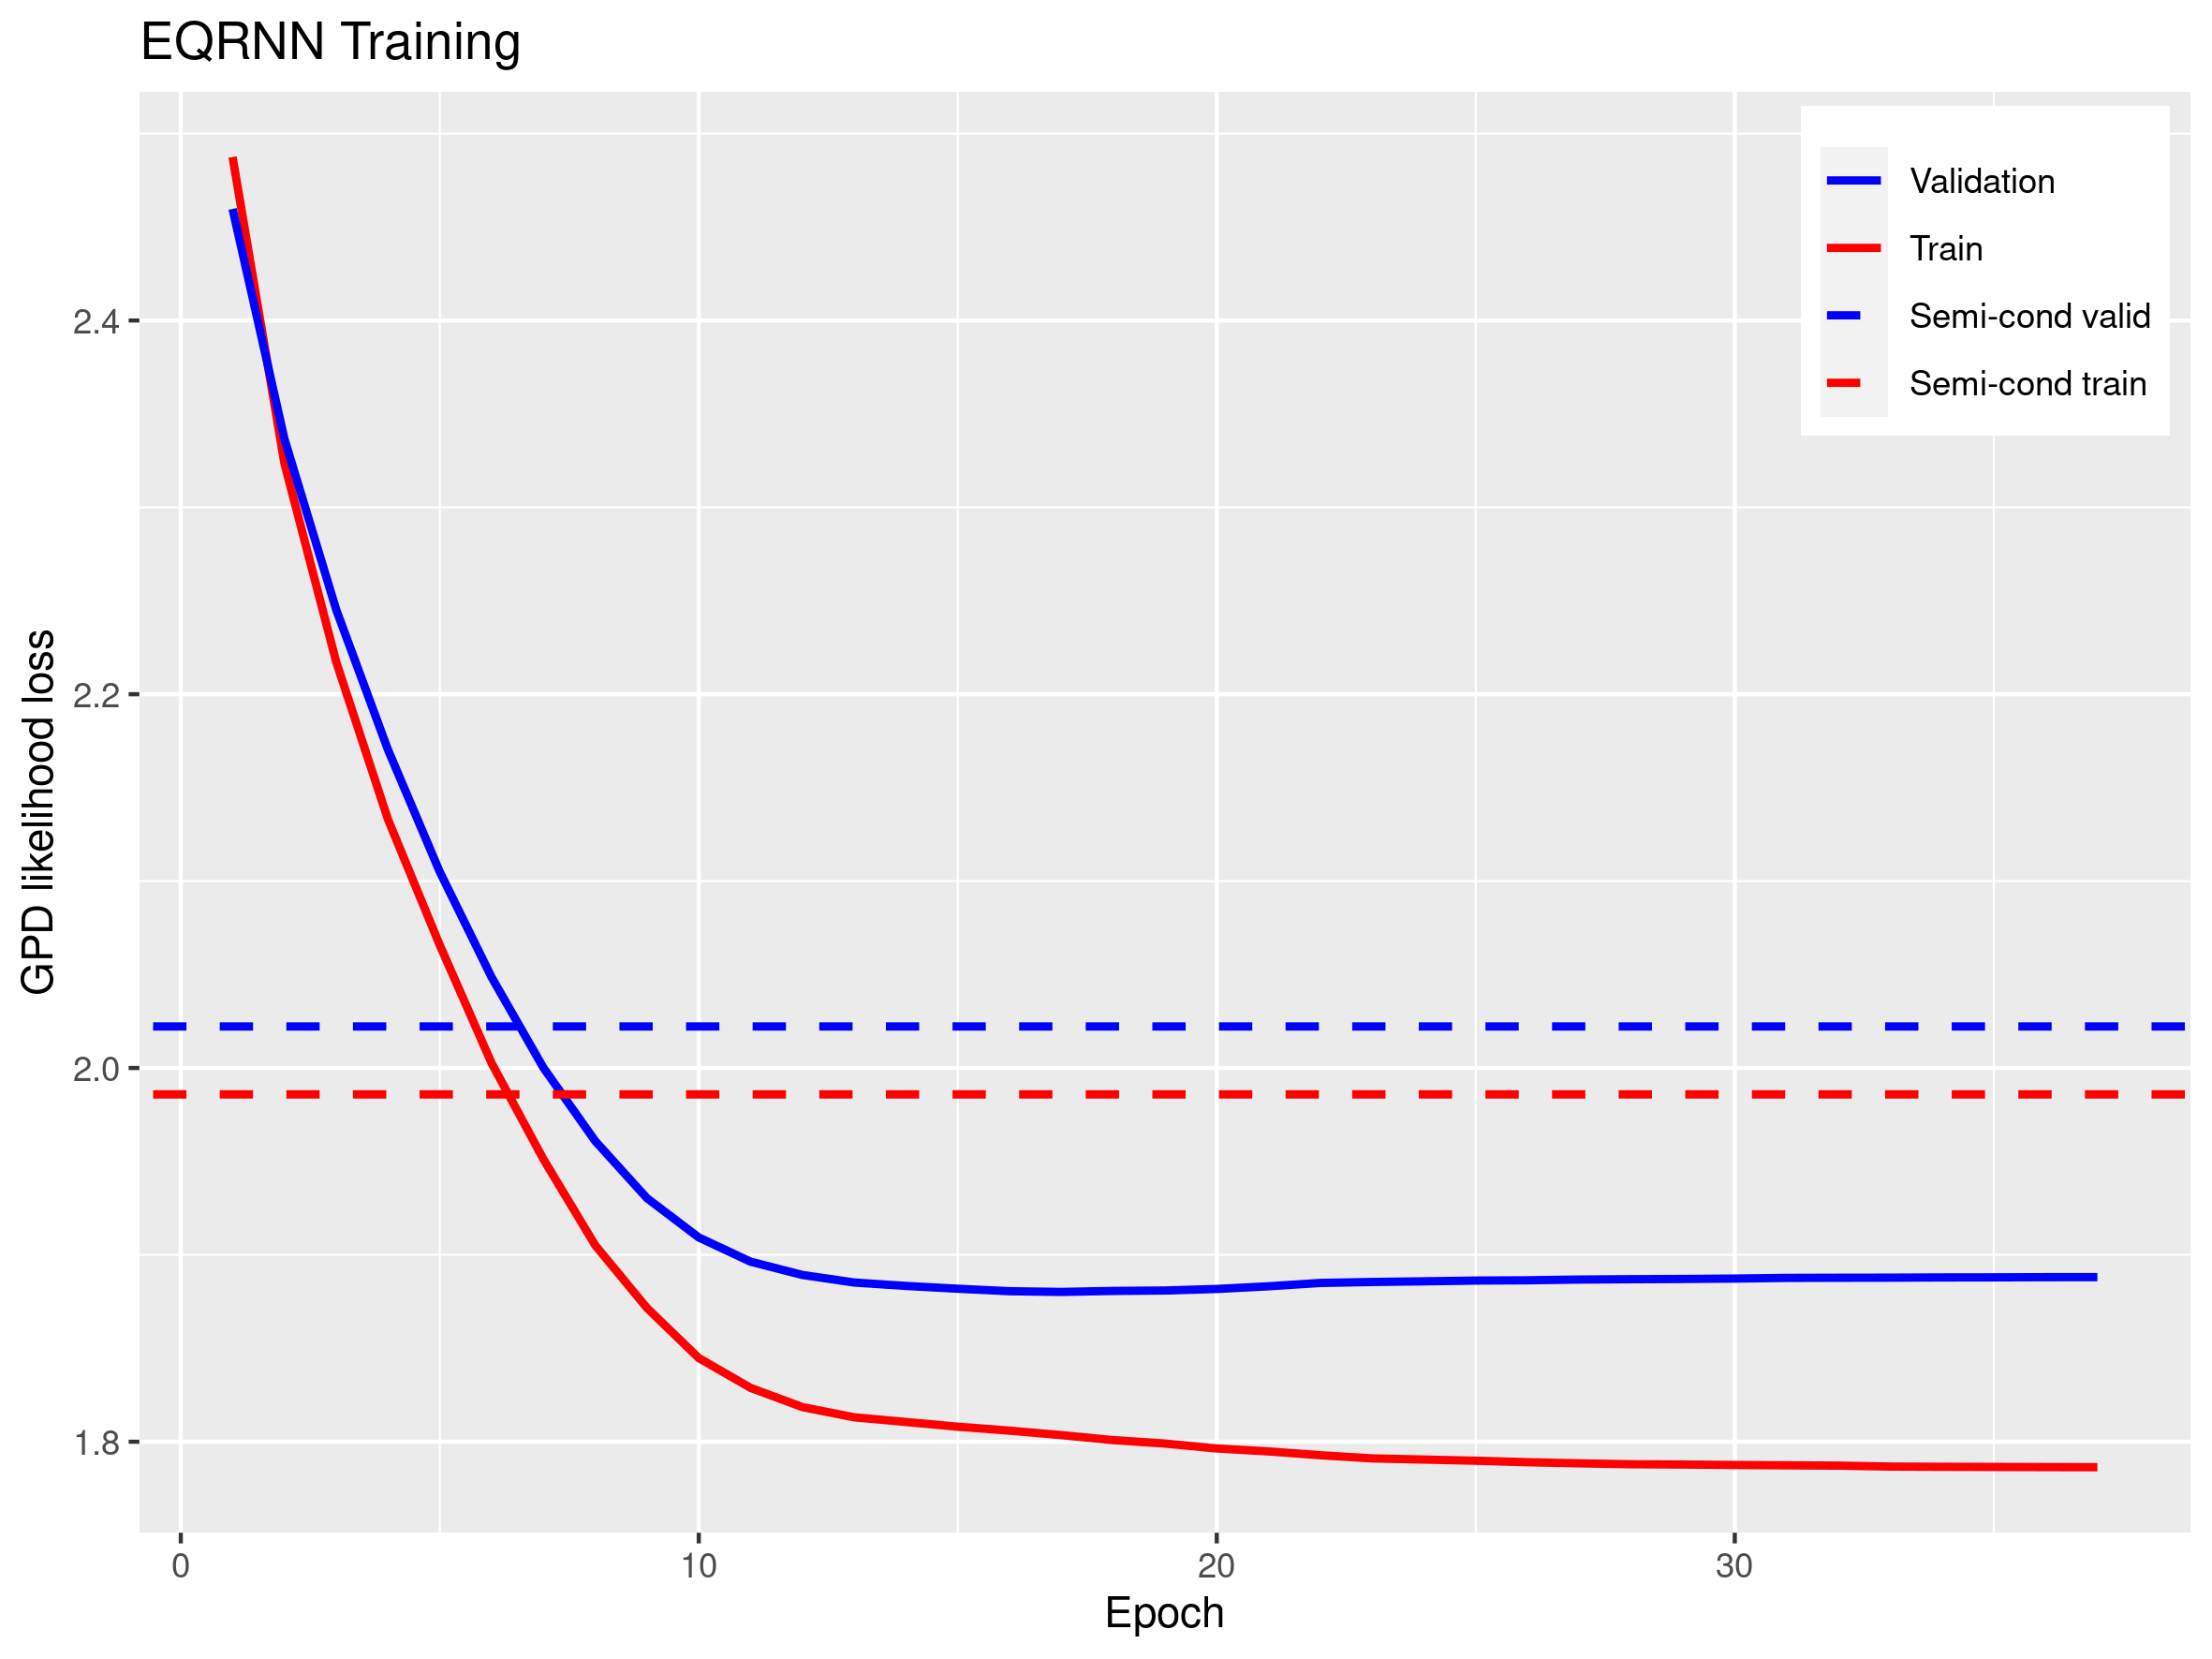 EQRNN Training
Validation
Train
Semi-cond valid
Semi-cond train
GPD likelihood loss
2.4
2.2
2.0
1.8
0 10 20 30
Epoch